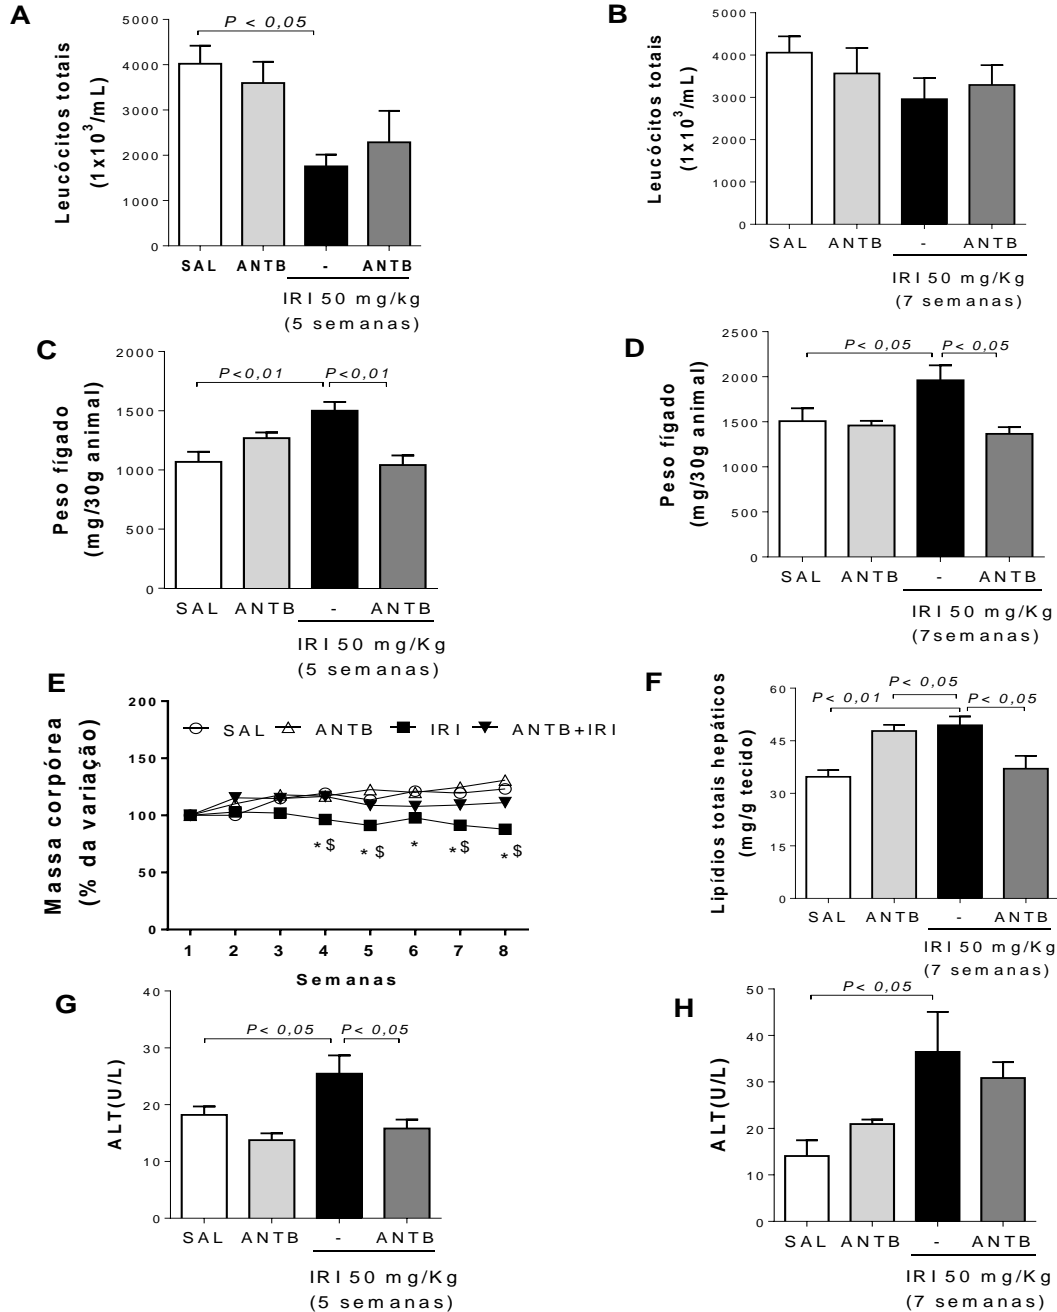 A
Leucócitos totais
(1x10³/mL)
5000
4000
3000
2000
1000
0
P < 0,05
SAL ANTB - ANTB
IRI 50 mg/kg
(5 semanas)
B
Leucócitos totais
(1x10³/mL)
5000
4000
3000
2000
1000
0
SAL ANTB - ANTB
IRI 50 mg/Kg
(7 semanas)
C
Peso fígado
(mg/30g animal)
2000
1500
1000
500
0
P<0,01 P<0,01
SAL ANTB - ANTB
IRI 50 mg/Kg
(5 semanas)
D
Peso fígado
(mg/30g animal)
2500
2000
1500
1000
500
0
P< 0,05 P< 0,05
SAL ANTB - ANTB
IRI 50 mg/Kg
(7semanas)
E
Massa corpórea
(% da variação)
200
150
100
50
0
SAL ANTB IRI ANTB+IRI
* $ * $ * * $ * $
1 2 3 4 5 6 7 8
Semanas
F
Lipídios totais hepáticos
(mg/g tecido)
60
45
30
15
0
P< 0,05
P< 0,01 P< 0,05
SAL ANTB - ANTB
IRI 50 mg/Kg
(7 semanas)
G
ALT(U/L)
40
30
20
10
0
P< 0,05 P< 0,05
SAL ANTB - ANTB
IRI 50 mg/Kg
(5 semanas)
H
ALT(U/L)
50
40
30
20
10
0
P< 0,05
SAL ANTB - ANTB
IRI 50 mg/Kg
(7 semanas)